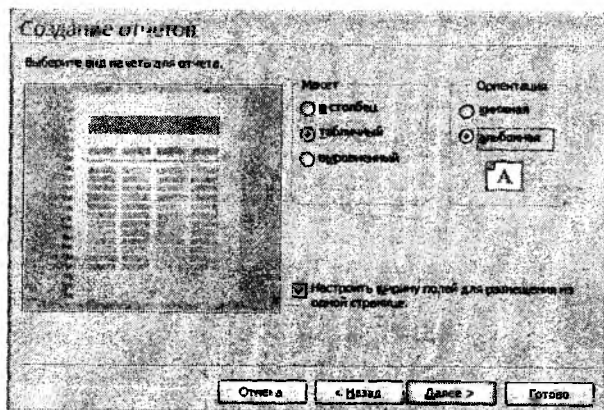 Создание отчетов
Выберите вид макета для отчета.
Макет
в столбец
табличный
выровненный
Ориентация
книжная
альбомная
A
Настроить ширину полей для размещения на
одной странице.
Отмена
< Назад
Далее >
Готово